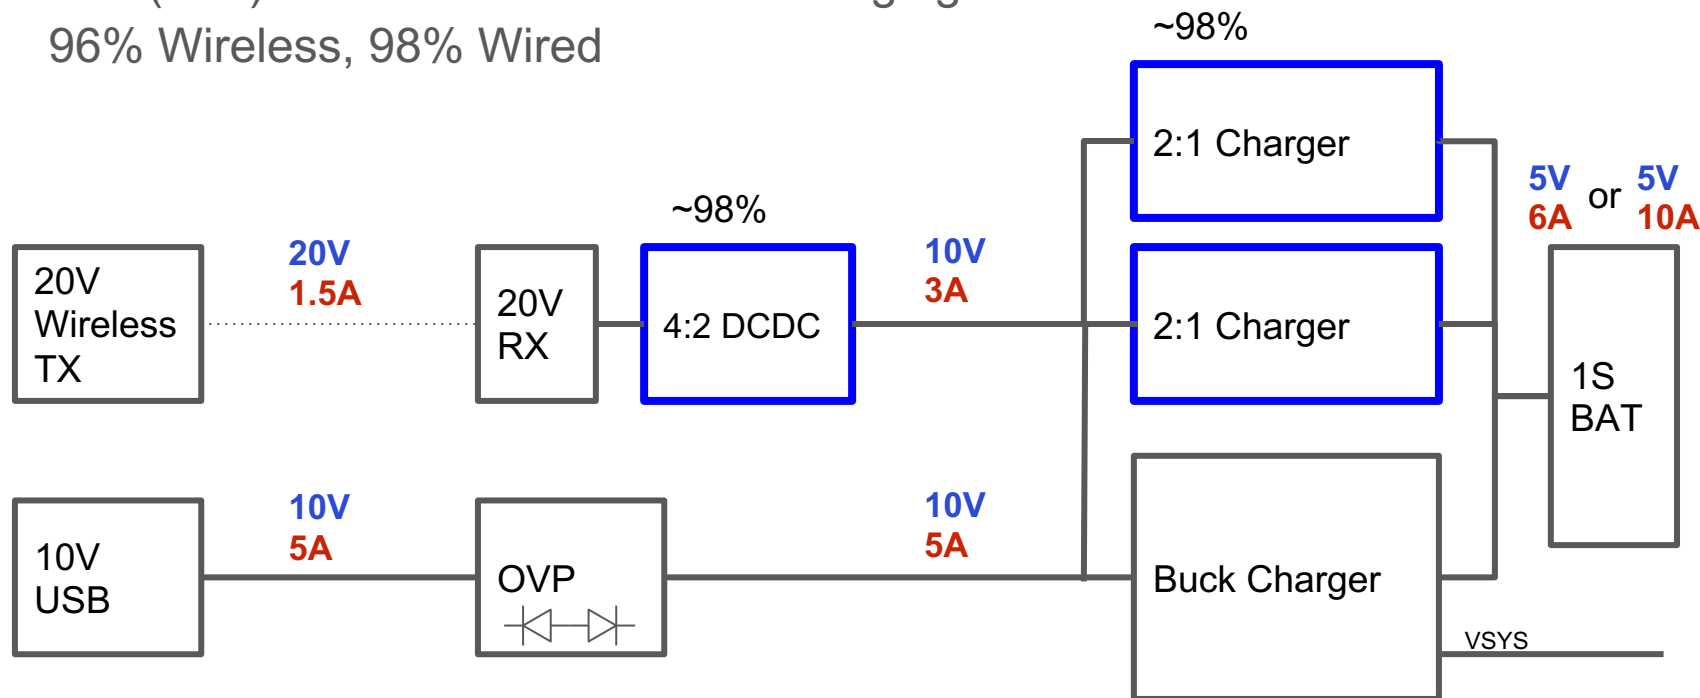 96% Wireless, 98% Wired
~98%
2:1 Charger
5V or 5V
6A 10A
~98%
20V
Wireless
TX
20V
1.5A
20V
RX
4:2 DCDC
10V
3A
2:1 Charger
1S
BAT
10V
USB
10V
5A
OVP
10V
5A
Buck Charger
VSYS